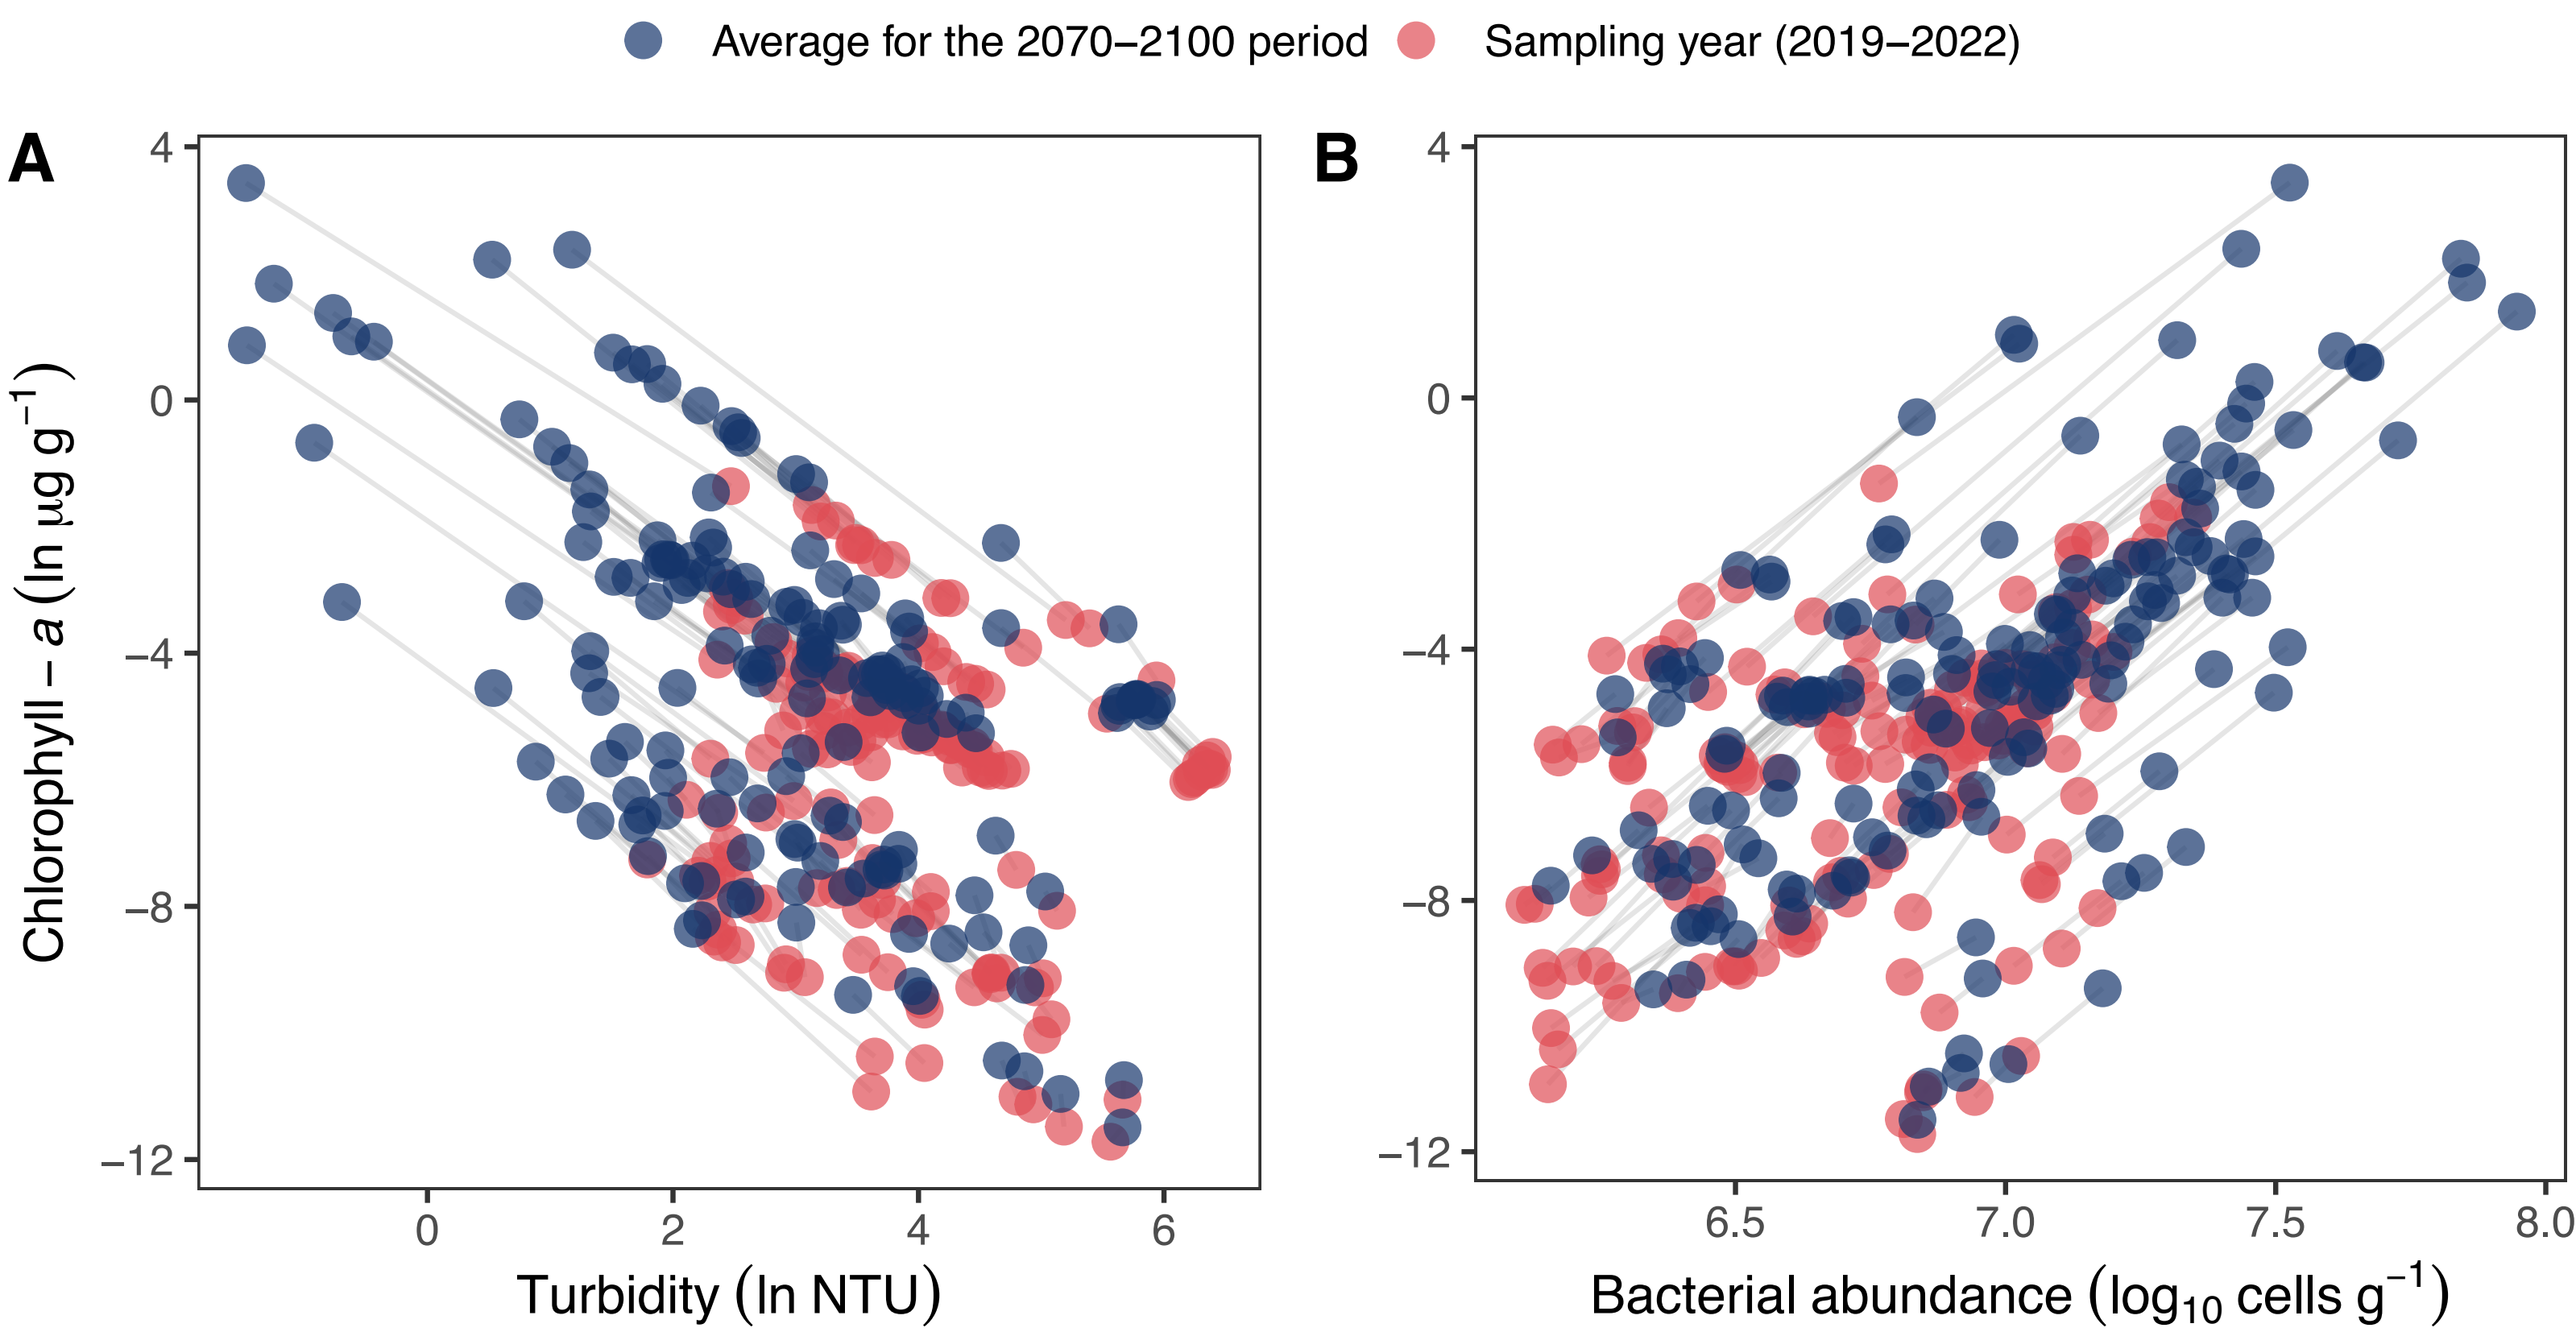 Average for the 2070–2100 period Sampling year (2019–2022)
A
B
Chlorophyll – a (ln µg g⁻¹)
4
0
−4
−8
−12
0 2 4 6
Turbidity (ln NTU)
4
0
−4
−8
−12
6.5 7.0 7.5 8.0
Bacterial abundance (log₁₀ cells g⁻¹)